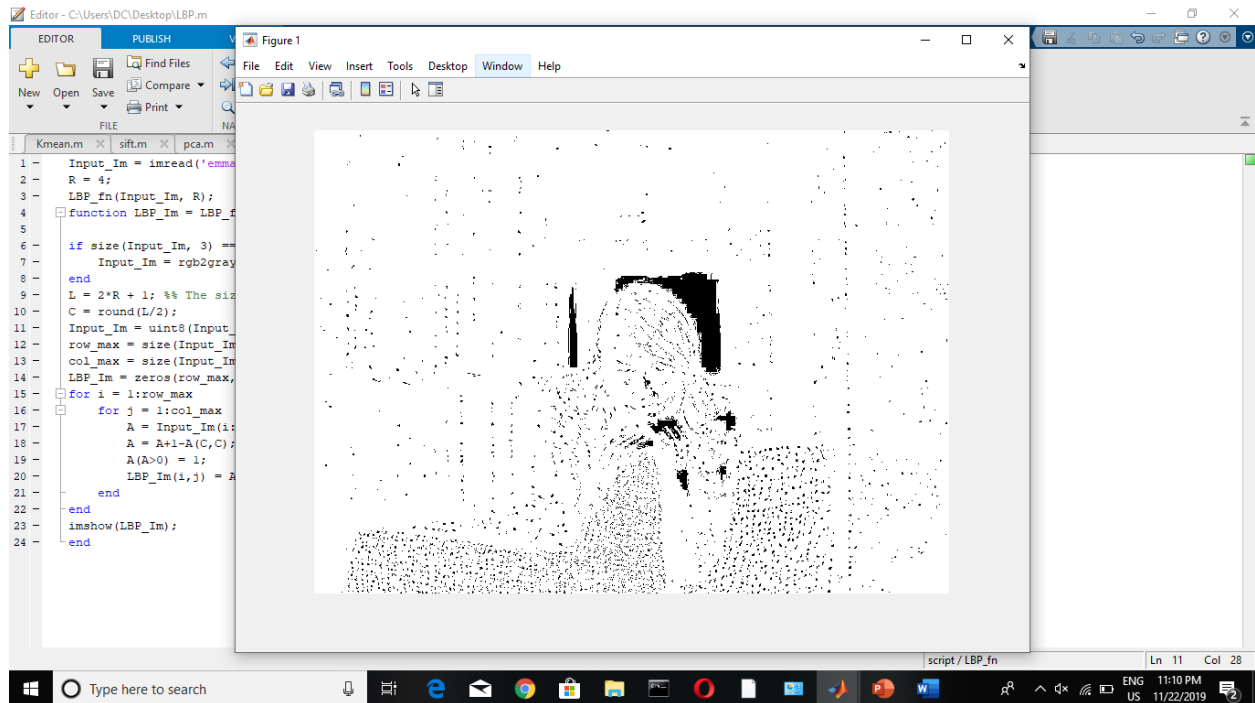 Editor - C:\Users\DC\Desktop\LBP.m
EDITOR PUBLISH V
Figure 1
File Edit View Insert Tools Desktop Window Help
New Open Save
Find Files
Compare
Print
FILE NA
Kmean.m sift.m pca.m
1 Input_Im = imread('emma
2 R = 4;
3 LBP_fn(Input_Im, R);
4 function LBP_Im = LBP_f
5
6 if size(Input_Im, 3) ==
7 Input_Im = rgb2gray
8 end
9 L = 2*R + 1; %% The siz
10 C = round(L/2);
11 Input_Im = uint8(Input_
12 row_max = size(Input_Im
13 col_max = size(Input_Im
14 LBP_Im = zeros(row_max,
15 for i = 1:row_max
16 for j = 1:col_max
17 A = Input_Im(i:
18 A = A+1-A(C,C);
19 A(A>0) = 1;
20 LBP_Im(i,j) = A
21 end
22 end
23 imshow(LBP_Im);
24 end
script / LBP_fn Ln 11 Col 28
Type here to search
ENG 11:10 PM
US 11/22/2019
2